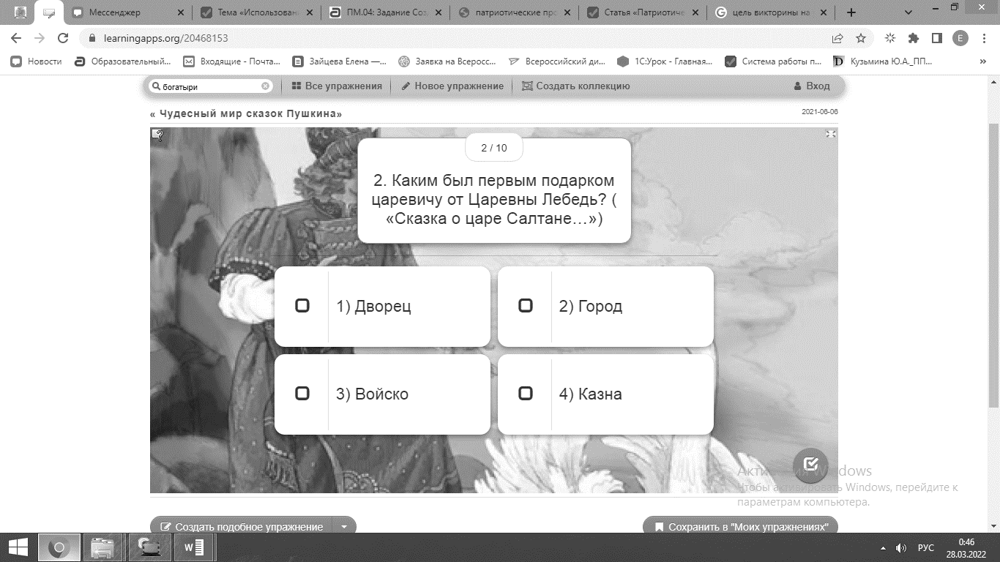 Мессенджер
Тема «Использован
ПМ.04: Задание Соз
патриотические про
Статья «Патриотиче
цель викторины на
learningapps.org/20468153
E
Новости
Образовательный...
Входящие - Почта...
Зайцева Елена —...
Заявка на Всеросс...
Всероссийский ди...
1С:Урок - Главная...
Система работы п...
Кузьмина Ю.А._ПП...
»
богатыри
Все упражнения
Новое упражнение
Создать коллекцию
Вход
« Чудесный мир сказок Пушкина»
2021-06-06
2 / 10
2. Каким был первым подарком
царевичу от Царевны Лебедь? (
«Сказка о царе Салтане…»)
1) Дворец
2) Город
3) Войско
4) Казна
Активация Windows
Чтобы активировать Windows, перейдите к
параметрам компьютера.
Создать подобное упражнение
Сохранить в "Моих упражнениях"
РУС
0:46
28.03.2022